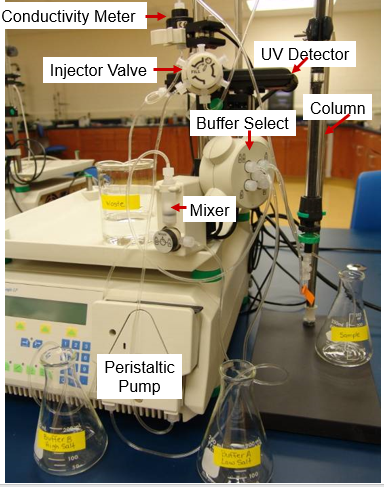 Conductivity Meter
UV Detector
Injector Valve
Column
Buffer Select
Waste
Mixer
Sample
Peristaltic
Pump
Buffer B
High Salt
Buffer A
Low Salt